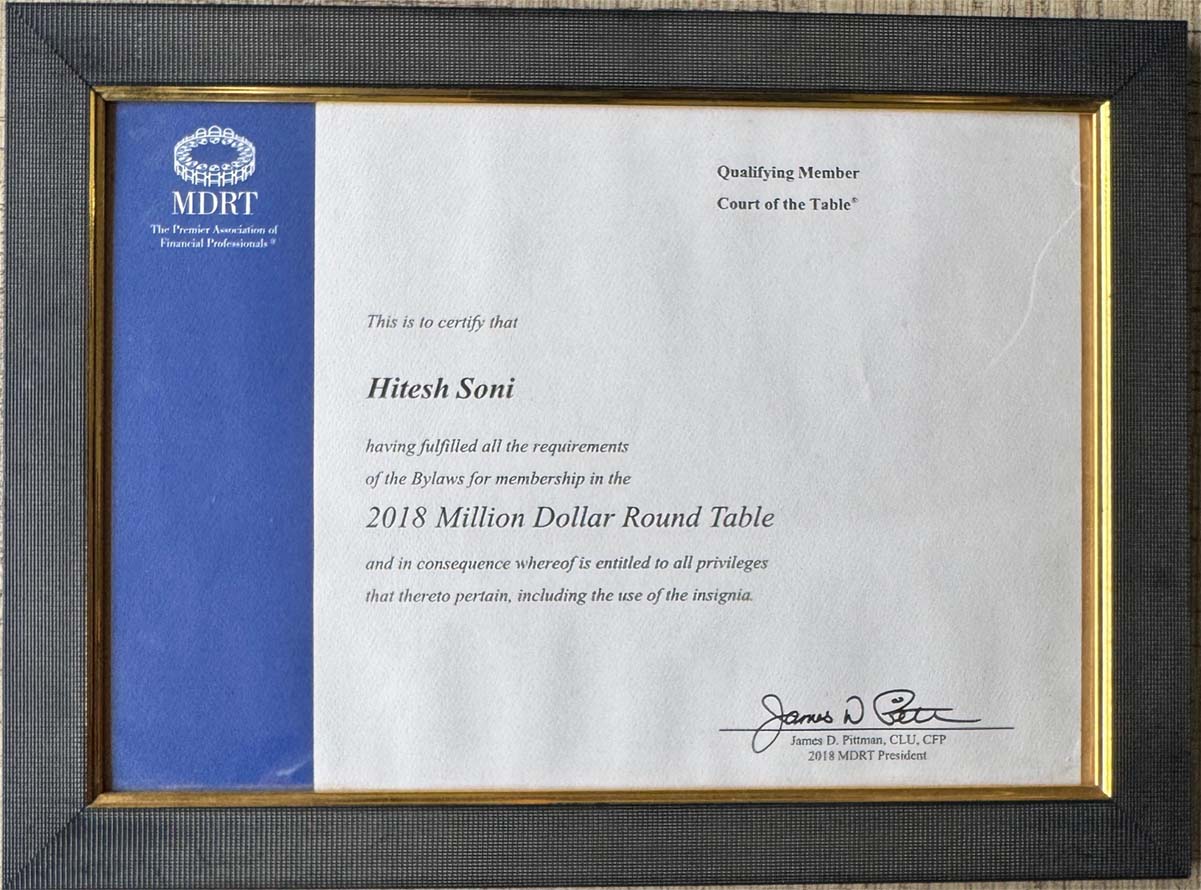 MDRT
The Premier Association of
Financial Professionals ®
Qualifying Member
Court of the Table®
This is to certify that
Hitesh Soni
having fulfilled all the requirements
of the Bylaws for membership in the
2018 Million Dollar Round Table
and in consequence whereof is entitled to all privileges
that thereto pertain, including the use of the insignia.
James D. Pittman, CLU, CFP
2018 MDRT President